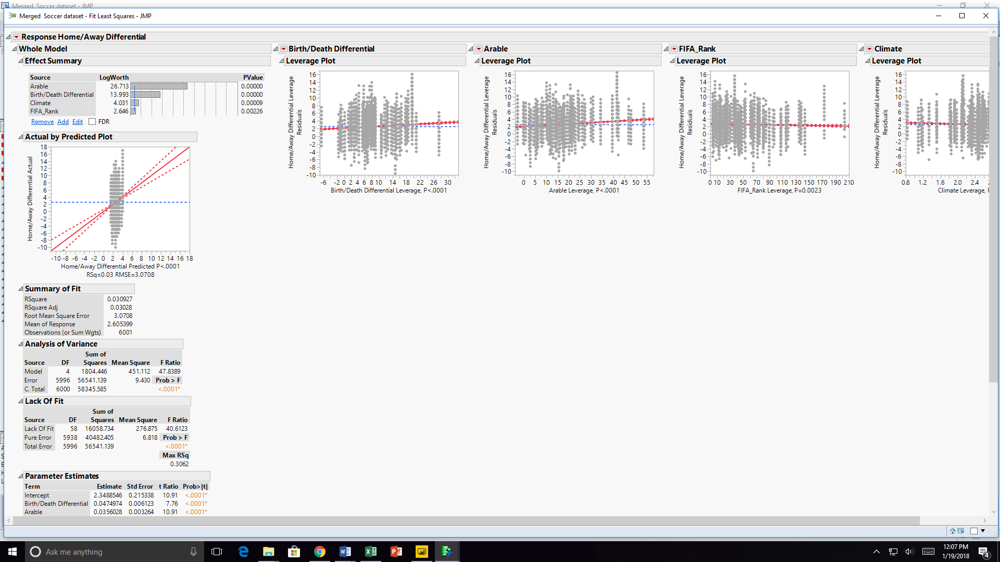 Merged Soccer dataset - JMP
Merged Soccer dataset - Fit Least Squares - JMP
Response Home/Away Differential
Whole Model
Effect Summary
Source LogWorth PValue
Arable 26.713 0.00000
Birth/Death Differential 13.993 0.00000
Climate 4.031 0.00009
FIFA_Rank 2.646 0.00226
Remove Add Edit FDR
Actual by Predicted Plot
Home/Away Differential Actual
18
16
14
12
10
8
6
4
2
0
-2
-4
-6
-8
-10
-10 -8 -6 -4 -2 0 2 4 6 8 10 12 14 16 18
Home/Away Differential Predicted P<.0001
RSq=0.03 RMSE=3.0708
Summary of Fit
RSquare 0.030927
RSquare Adj 0.03028
Root Mean Square Error 3.0708
Mean of Response 2.605399
Observations (or Sum Wgts) 6001
Analysis of Variance
Sum of
Source DF Squares Mean Square F Ratio
Model 4 1804.446 451.112 47.8389
Error 5996 56541.139 9.430 Prob > F
C. Total 6000 58345.585 <.0001*
Lack Of Fit
Sum of
Source DF Squares Mean Square F Ratio
Lack Of Fit 58 16058.734 276.875 40.6123
Pure Error 5938 40482.405 6.818 Prob > F
Total Error 5996 56541.139 <.0001*
Max RSq
0.3062
Parameter Estimates
Term Estimate Std Error t Ratio Prob>|t|
Intercept 2.3488546 0.215338 10.91 <.0001*
Birth/Death Differential 0.0474974 0.006123 7.76 <.0001*
Arable 0.0356028 0.003264 10.91 <.0001*
Birth/Death Differential
Leverage Plot
Home/Away Differential Leverage
Residuals
16
14
12
10
8
6
4
2
0
-2
-4
-6
-8
-10
-6 -2 0 2 4 6 8 10 14 18 22 26 30
Birth/Death Differential Leverage, P<.0001
Arable
Leverage Plot
Home/Away Differential Leverage
Residuals
16
14
12
10
8
6
4
2
0
-2
-4
-6
-8
-10
0 5 10 15 20 25 30 35 40 45 50 55
Arable Leverage, P<.0001
FIFA_Rank
Leverage Plot
Home/Away Differential Leverage
Residuals
16
14
12
10
8
6
4
2
0
-2
-4
-6
-8
-10
0 10 30 50 70 90 110 130 150 170 190 210
FIFA_Rank Leverage, P=0.0023
Climate
Leverage Plot
Home/Away Differential Leverage
Residuals
16
14
12
10
8
6
4
2
0
-2
-4
-6
-8
-10
0.8 1.2 1.6 2.0 2.4
Climate Leverage,
Ask me anything
12:07 PM
1/19/2018
4